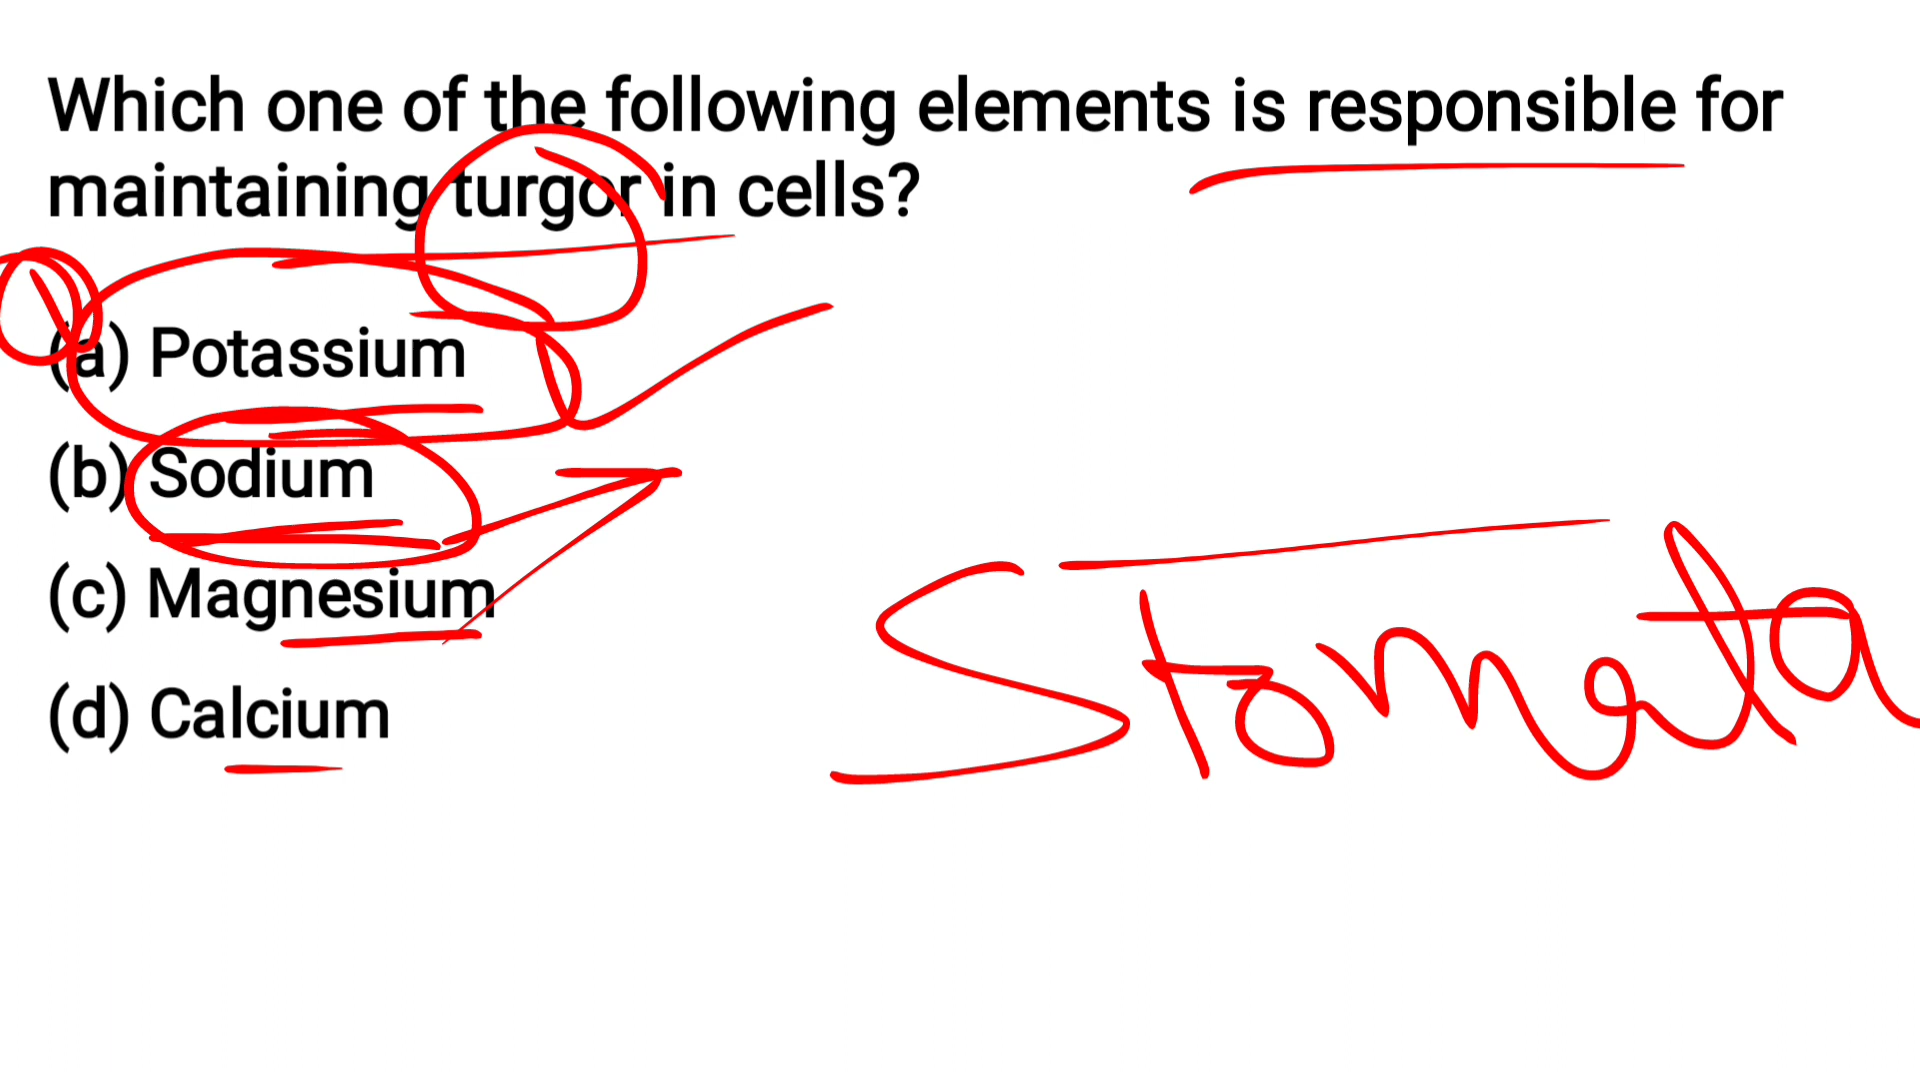 Which one of the following elements is responsible for
maintaining turgor in cells?
(a) Potassium
(b) Sodium
(c) Magnesium
(d) Calcium
Stomata